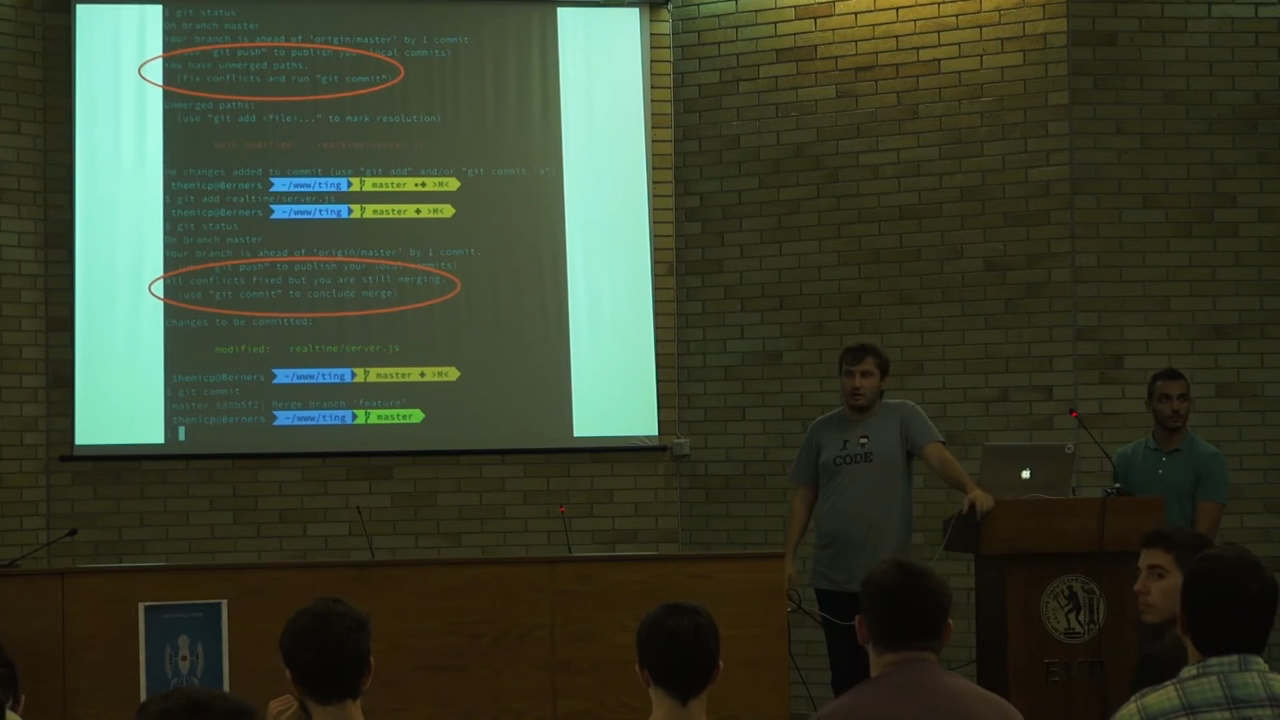 $ git status
On branch master
Your branch is ahead of 'origin/master' by 1 commit.
"git push" to publish your local commits)
You have unmerged paths.
(fix conflicts and run "git commit")
Unmerged paths:
(use "git add <file>..." to mark resolution)
both modified: realtime/server.js
no changes added to commit (use "git add" and/or "git commit -a")
themicp@Berners ~/www/ting master ●✚ >M<
$ git add realtime/server.js
themicp@Berners ~/www/ting master ✚ >M<
$ git status
On branch master
Your branch is ahead of 'origin/master' by 1 commit.
"git push" to publish your local commits)
All conflicts fixed but you are still merging.
(use "git commit" to conclude merge)
Changes to be committed:
modified: realtime/server.js
themicp@Berners ~/www/ting master ✚ >M<
$ git commit
[master 680b5f2] Merge branch 'feature'
themicp@Berners ~/www/ting master
I
CODE